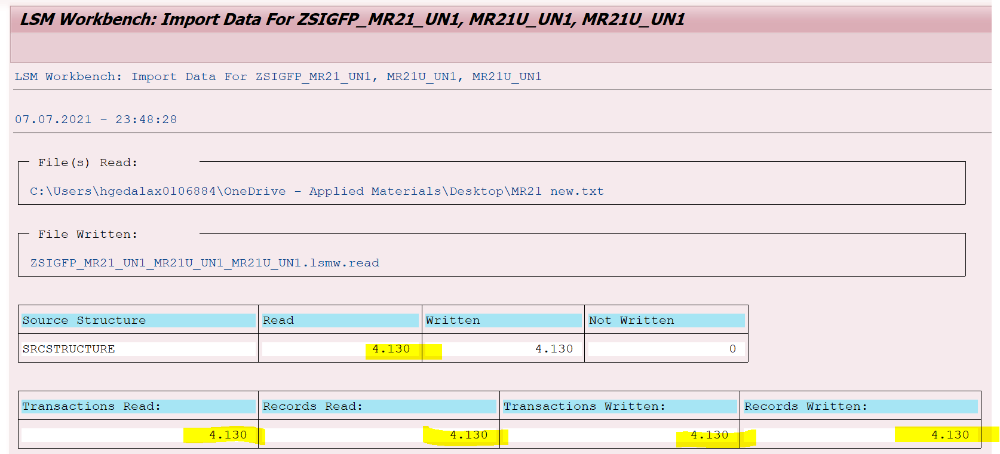 LSM Workbench: Import Data For ZSIGFP_MR21_UN1, MR21U_UN1, MR21U_UN1
LSM Workbench: Import Data For ZSIGFP_MR21_UN1, MR21U_UN1, MR21U_UN1
07.07.2021 - 23:48:28
File(s) Read:
C:\Users\hgedalax0106884\OneDrive - Applied Materials\Desktop\MR21 new.txt
File Written:
ZSIGFP_MR21_UN1_MR21U_UN1_MR21U_UN1.lsmw.read
Source Structure Read Written Not Written
SRCSTRUCTURE 4.130 4.130 0
Transactions Read: Records Read: Transactions Written: Records Written:
4.130 4.130 4.130 4.130